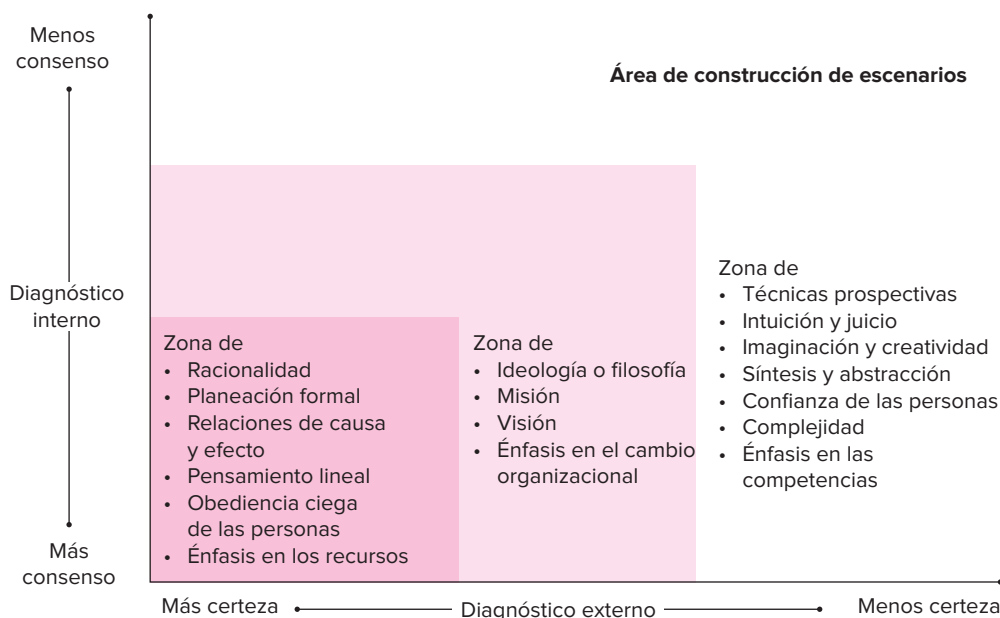 Menos
consenso
Área de construcción de escenarios
Diagnóstico
interno
Zona de
• Racionalidad
• Planeación formal
• Relaciones de causa
y efecto
• Pensamiento lineal
• Obediencia ciega
de las personas
• Énfasis en los recursos
Zona de
• Ideología o filosofía
• Misión
• Visión
• Énfasis en el cambio
organizacional
Zona de
• Técnicas prospectivas
• Intuición y juicio
• Imaginación y creatividad
• Síntesis y abstracción
• Confianza de las personas
• Complejidad
• Énfasis en las
competencias
Más
consenso
Más certeza
Diagnóstico externo
Menos certeza